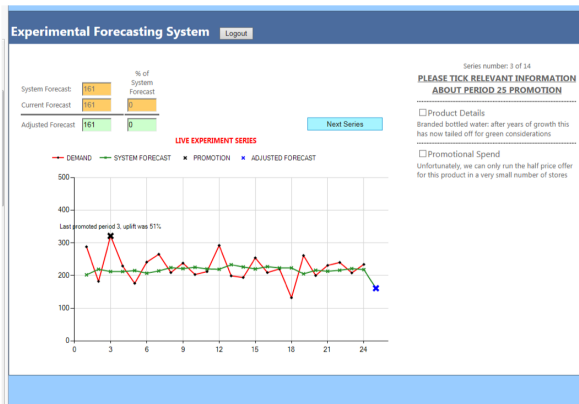 Experimental Forecasting System Logout
Series number: 3 of 14
PLEASE TICK RELEVANT INFORMATION
ABOUT PERIOD 25 PROMOTION
% of
System
Forecast
System Forecast: 161
Current Forecast 161 0
Adjusted Forecast 161 0
Next Series
Product Details
Branded bottled water: after years of growth this
has now tailed off for green considerations
Promotional Spend
Unfortunately, we can only run the half price offer
for this product in a very small number of stores
LIVE EXPERIMENT SERIES
DEMAND SYSTEM FORECAST PROMOTION ADJUSTED FORECAST
500
400
Last promoted period 3, uplift was 51%
300
200
100
0
0 3 6 9 12 15 18 21 24